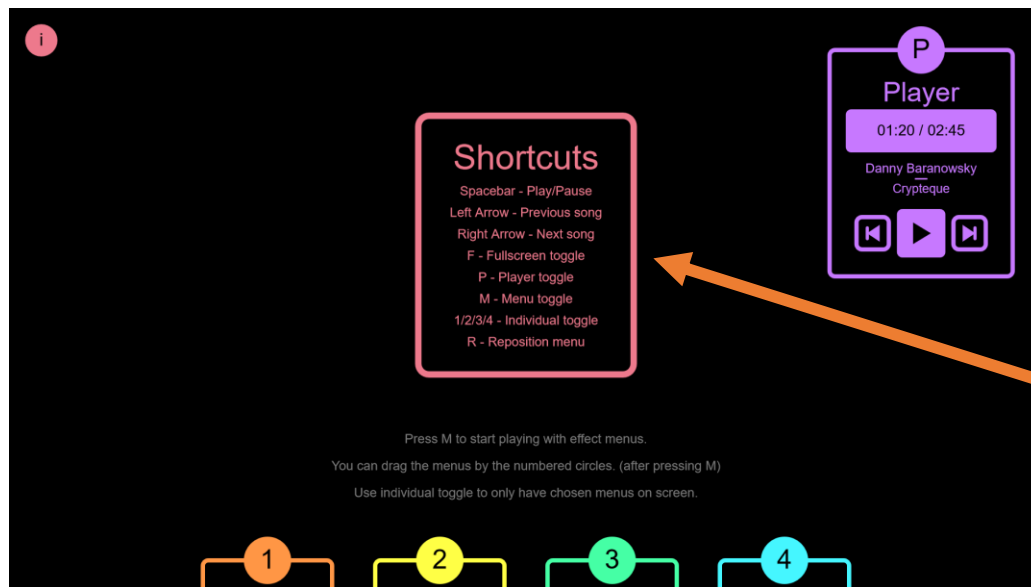 i
P
Player
01:20 / 02:45
Danny Baranowsky
—
Crypteque
Shortcuts
Spacebar - Play/Pause
Left Arrow - Previous song
Right Arrow - Next song
F - Fullscreen toggle
P - Player toggle
M - Menu toggle
1/2/3/4 - Individual toggle
R - Reposition menu
Press M to start playing with effect menus.
You can drag the menus by the numbered circles. (after pressing M)
Use individual toggle to only have chosen menus on screen.
1
2
3
4